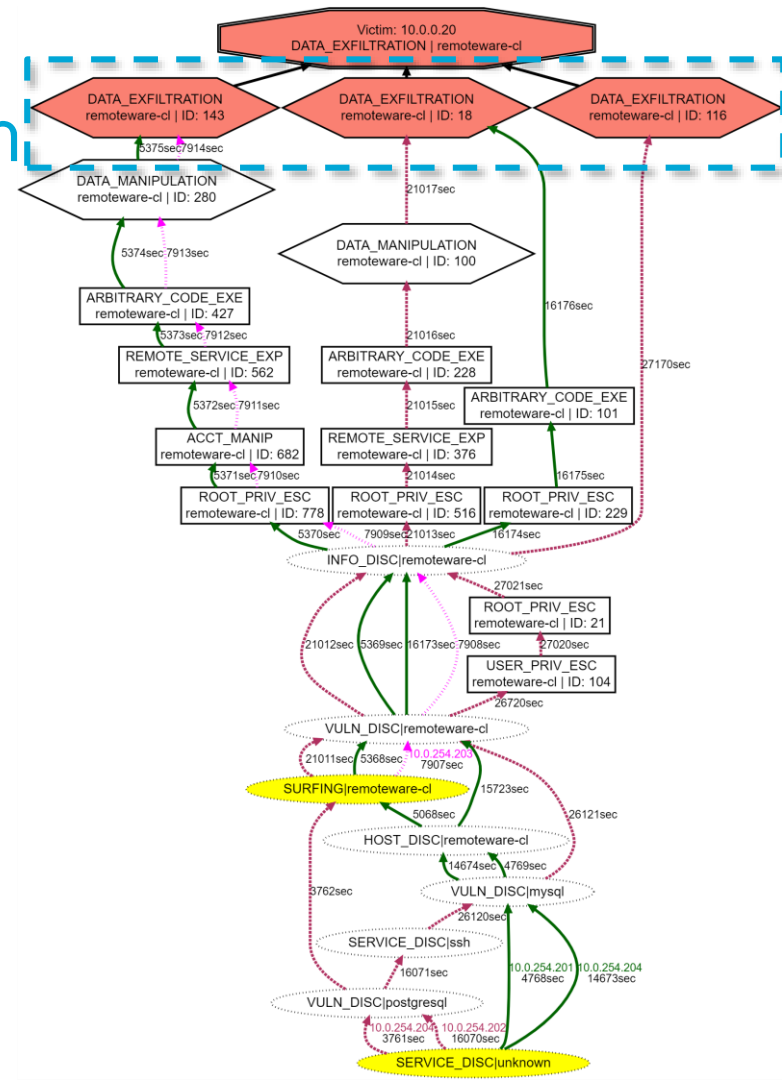 Victim: 10.0.0.20
DATA_EXFILTRATION | remoteware-cl
DATA_EXFILTRATION
remoteware-cl | ID: 143
DATA_EXFILTRATION
remoteware-cl | ID: 18
DATA_EXFILTRATION
remoteware-cl | ID: 116
n
5375sec
7914sec
DATA_MANIPULATION
remoteware-cl | ID: 280
21017sec
DATA_MANIPULATION
remoteware-cl | ID: 100
5374sec
7913sec
ARBITRARY_CODE_EXE
remoteware-cl | ID: 427
16176sec
5373sec
7912sec
21016sec
27170sec
REMOTE_SERVICE_EXP
remoteware-cl | ID: 562
ARBITRARY_CODE_EXE
remoteware-cl | ID: 228
5372sec
7911sec
21015sec
ARBITRARY_CODE_EXE
remoteware-cl | ID: 101
ACCT_MANIP
remoteware-cl | ID: 682
REMOTE_SERVICE_EXP
remoteware-cl | ID: 376
5371sec
7910sec
21014sec
16175sec
ROOT_PRIV_ESC
remoteware-cl | ID: 778
ROOT_PRIV_ESC
remoteware-cl | ID: 516
ROOT_PRIV_ESC
remoteware-cl | ID: 229
5370sec
7909sec
21013sec
16174sec
INFO_DISC|remoteware-cl
27021sec
ROOT_PRIV_ESC
remoteware-cl | ID: 21
21012sec
5369sec
16173sec
7908sec
27020sec
USER_PRIV_ESC
remoteware-cl | ID: 104
26720sec
VULN_DISC|remoteware-cl
21011sec
5368sec
10.0.254.203
7907sec
SURFING|remoteware-cl
15723sec
26121sec
5068sec
HOST_DISC|remoteware-cl
14674sec
4769sec
3762sec
VULN_DISC|mysql
26120sec
SERVICE_DISC|ssh
16071sec
10.0.254.201
4768sec
10.0.254.204
14673sec
VULN_DISC|postgresql
10.0.254.204
3761sec
10.0.254.202
16070sec
SERVICE_DISC|unknown